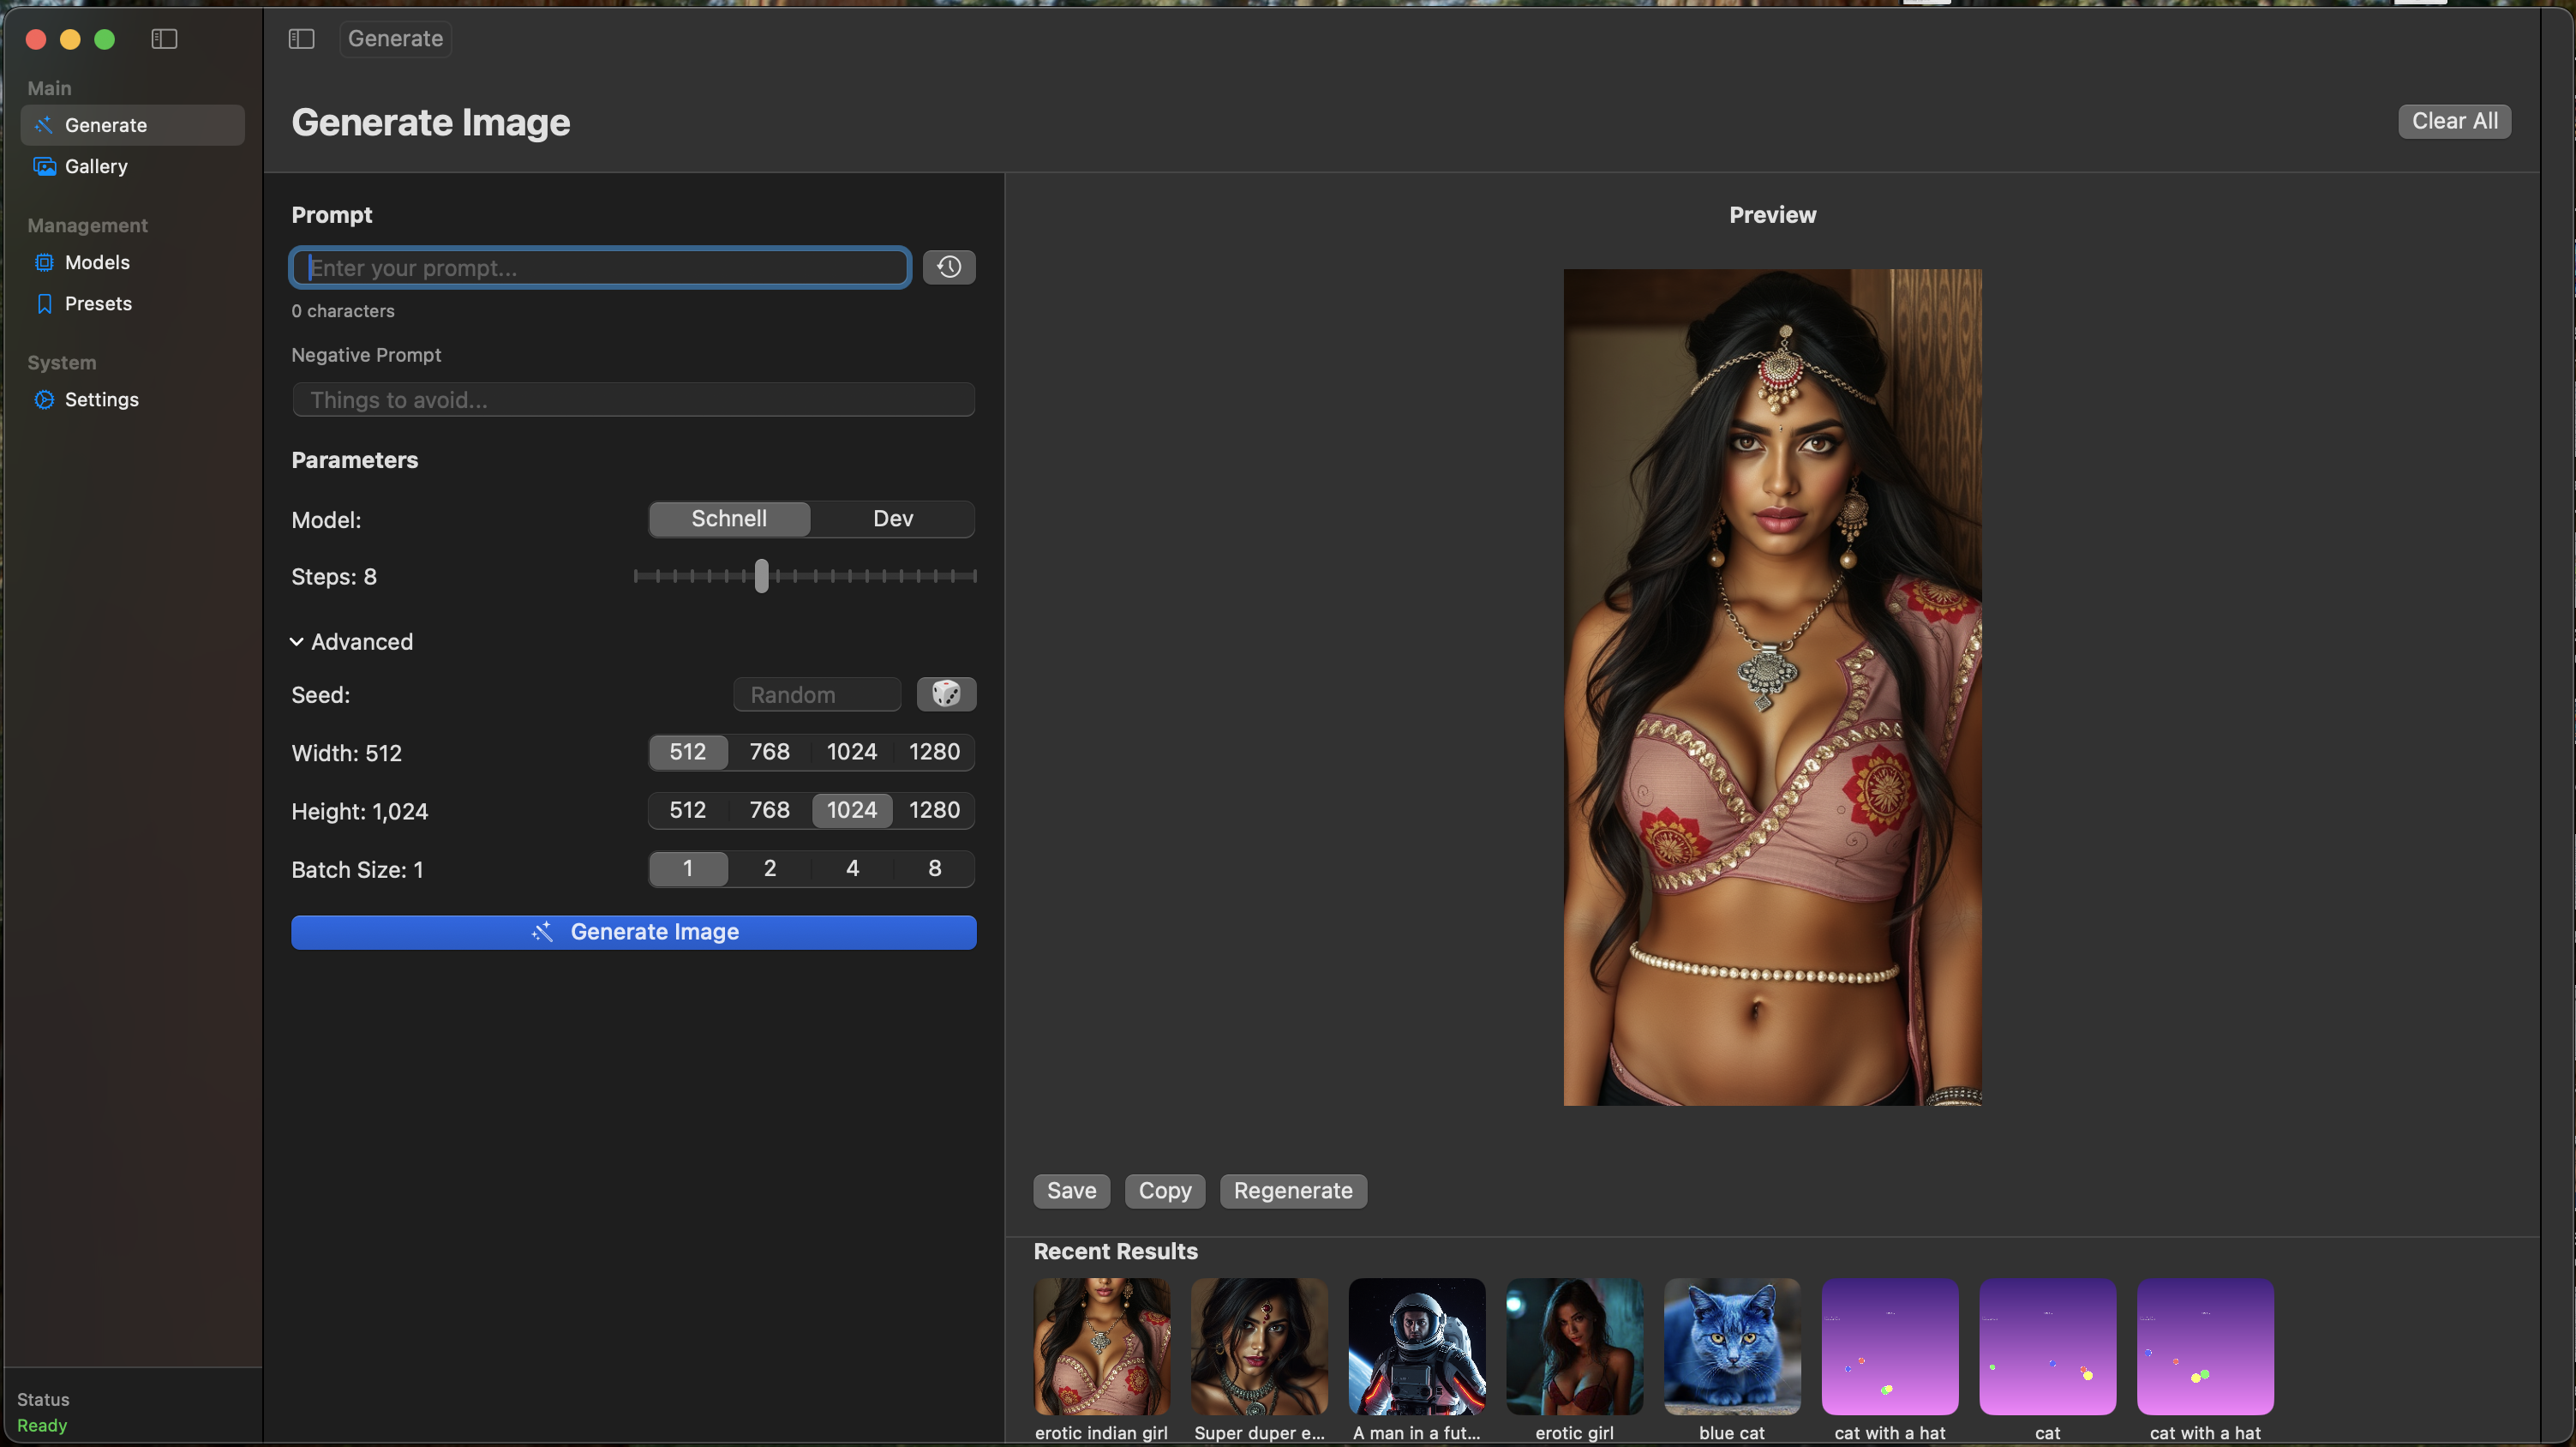 Main
Generate
Gallery
Management
Models
Presets
System
Settings
Status
Ready
Generate
Generate Image
Clear All
Prompt
Enter your prompt...
0 characters
Negative Prompt
Things to avoid...
Parameters
Model:
Schnell Dev
Steps: 8
Advanced
Seed:
Random
Width: 512
512 768 1024 1280
Height: 1,024
512 768 1024 1280
Batch Size: 1
1 2 4 8
Generate Image
Preview
Save Copy Regenerate
Recent Results
erotic indian girl
Super duper e...
A man in a fut...
erotic girl
blue cat
cat with a hat
cat
cat with a hat